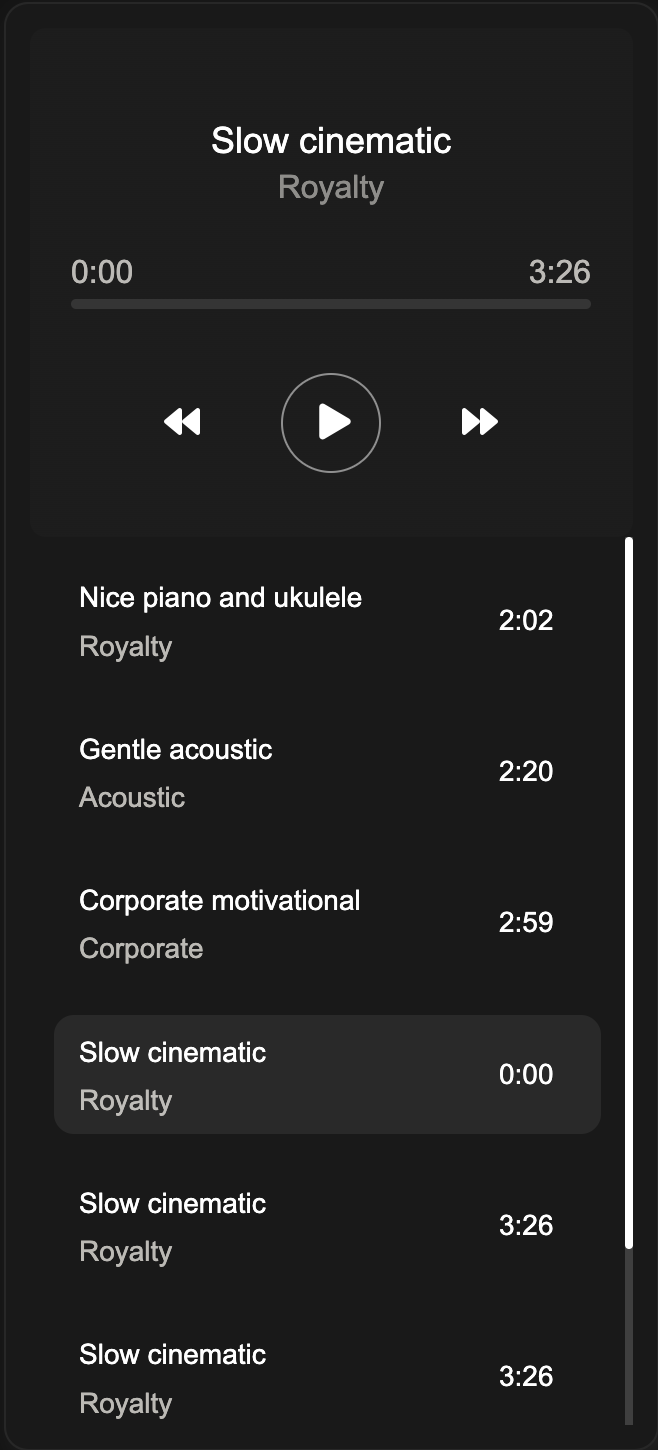 Slow cinematic
Royalty
0:00 3:26
Nice piano and ukulele
2:02
Royalty
Gentle acoustic
2:20
Acoustic
Corporate motivational
2:59
Corporate
Slow cinematic
0:00
Royalty
Slow cinematic
3:26
Royalty
Slow cinematic
3:26
Royalty